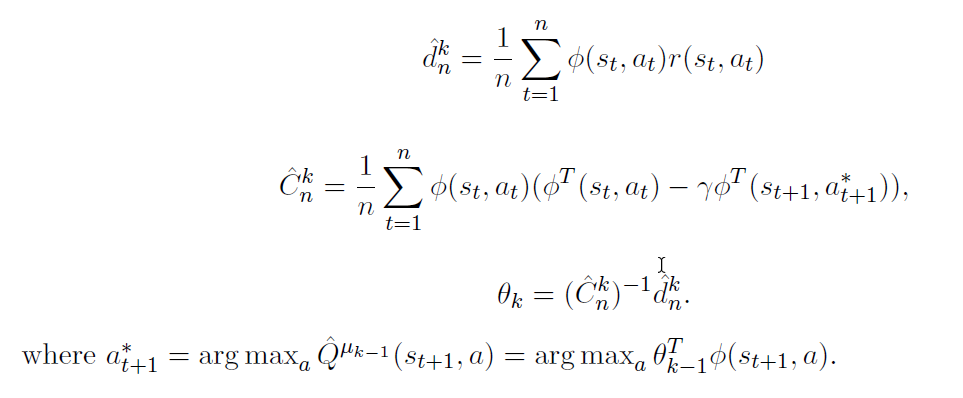 $\hat{d}_n^k = \frac{1}{n} \sum_{t=1}^{n} \phi(s_t, a_t) r(s_t, a_t)$
$\hat{C}_n^k = \frac{1}{n} \sum_{t=1}^{n} \phi(s_t, a_t)(\phi^T(s_t, a_t) - \gamma \phi^T(s_{t+1}, a_{t+1}^*)),$
$\theta_k = (\hat{C}_n^k)^{-1} \hat{d}_n^k.$
where $a_{t+1}^* = \arg\max_a \hat{Q}^{\mu_{k-1}}(s_{t+1}, a) = \arg\max_a \theta_{k-1}^T \phi(s_{t+1}, a).$